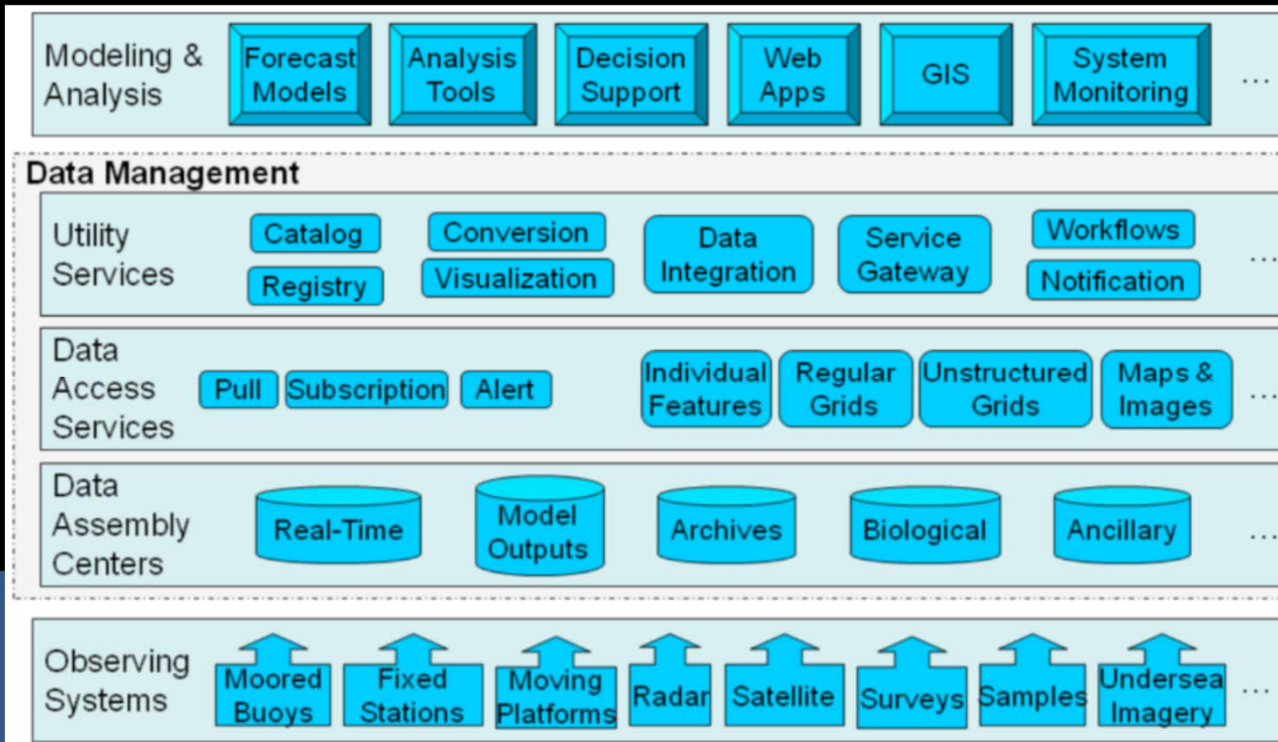 Modeling &
Analysis
Forecast
Models
Analysis
Tools
Decision
Support
Web
Apps
GIS
System
Monitoring
...
Data Management
Utility
Services
Catalog
Registry
Conversion
Visualization
Data
Integration
Service
Gateway
Workflows
Notification
...
Data
Access
Services
Pull
Subscription
Alert
Individual
Features
Regular
Grids
Unstructured
Grids
Maps &
Images
...
Data
Assembly
Centers
Real-Time
Model
Outputs
Archives
Biological
Ancillary
...
Observing
Systems
Moored
Buoys
Fixed
Stations
Moving
Platforms
Radar
Satellite
Surveys
Samples
Undersea
Imagery
...